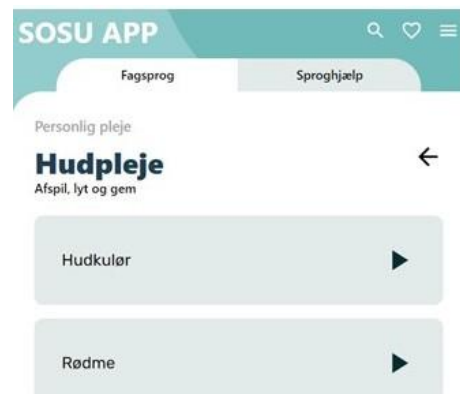 SOSU APP
Fagsprog Sproghjælp
Personlig pleje
Hudpleje
Afspil, lyt og gem
Hudkulør
Rødme